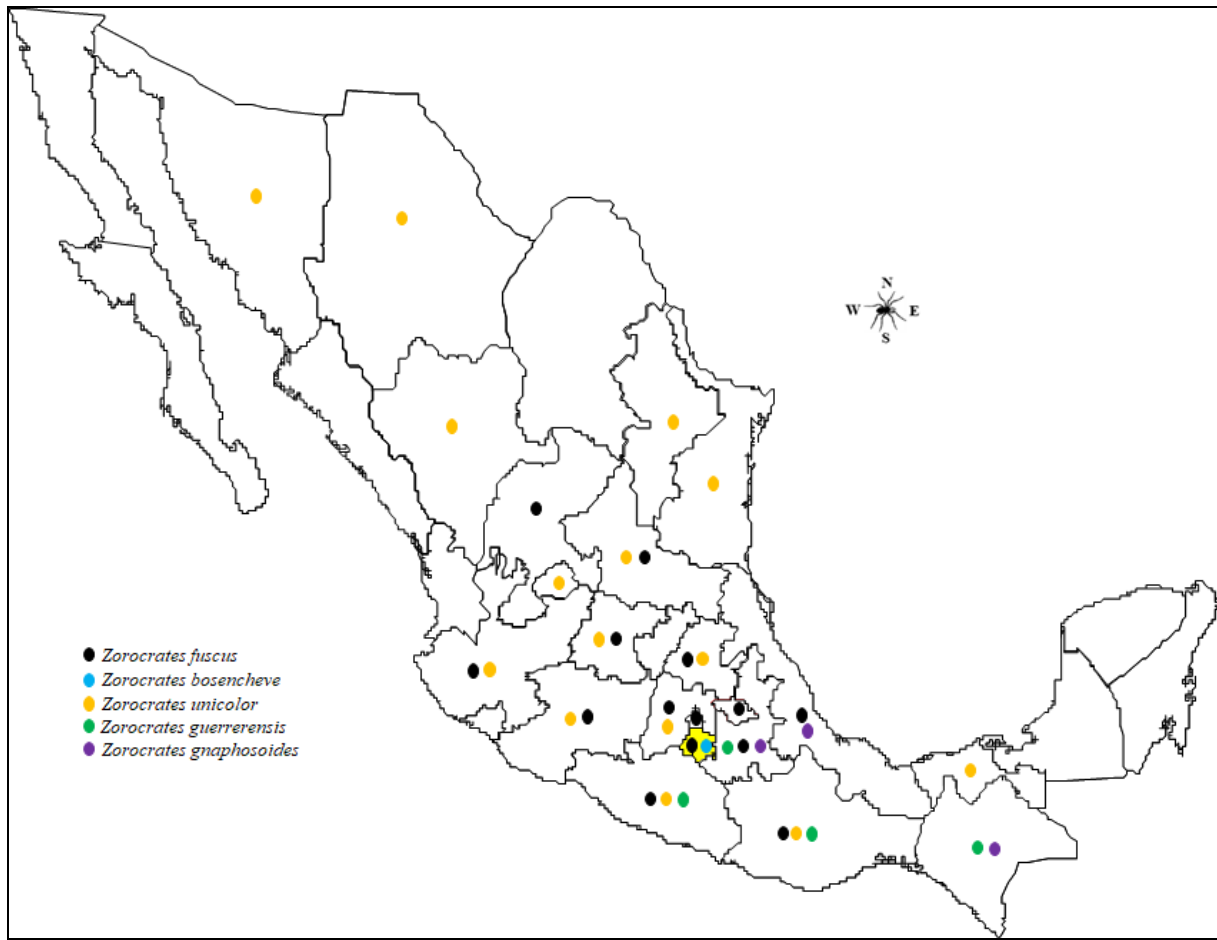 N
W E
S
Zorocrates fuscus
Zorocrates bosencheve
Zorocrates unicolor
Zorocrates guerrerensis
Zorocrates gnaphosoides